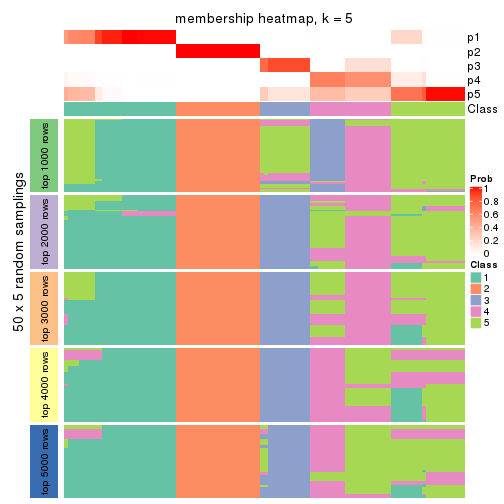 membership heatmap, k = 5
p1
p2
p3
p4
p5
Class
50 x 5 random samplings
top 1000 rows
top 2000 rows
top 3000 rows
top 4000 rows
top 5000 rows
Prob
1
0.8
0.6
0.4
0.2
0
Class
1
2
3
4
5